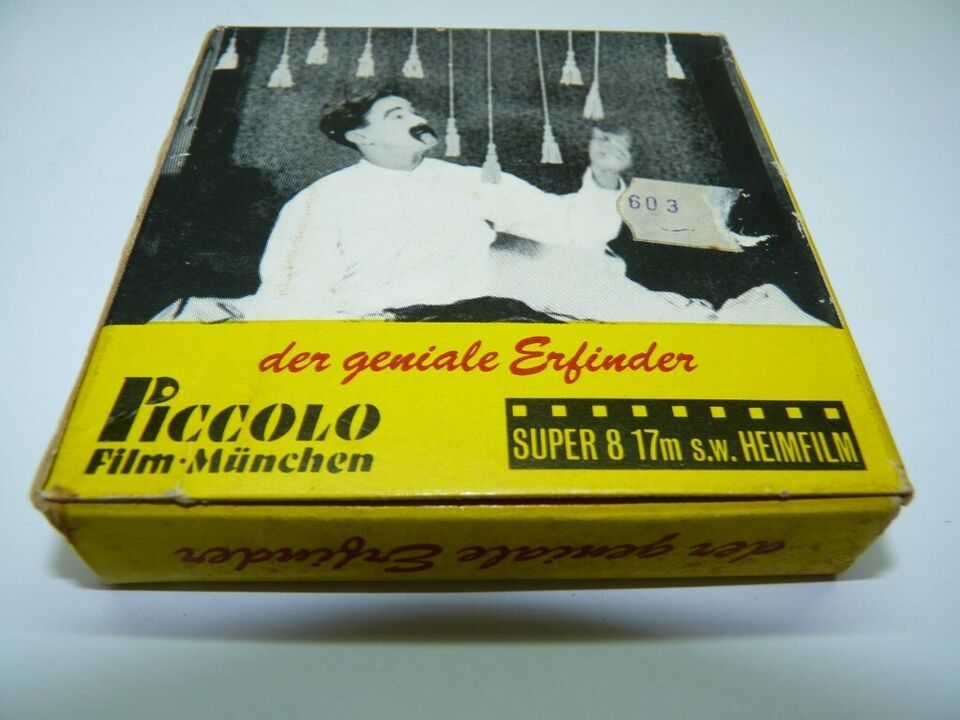 603
der geniale Erfinder
Piccolo
Film·München
SUPER 8 17m s.w. HEIMFILM
der geniale Erfinder